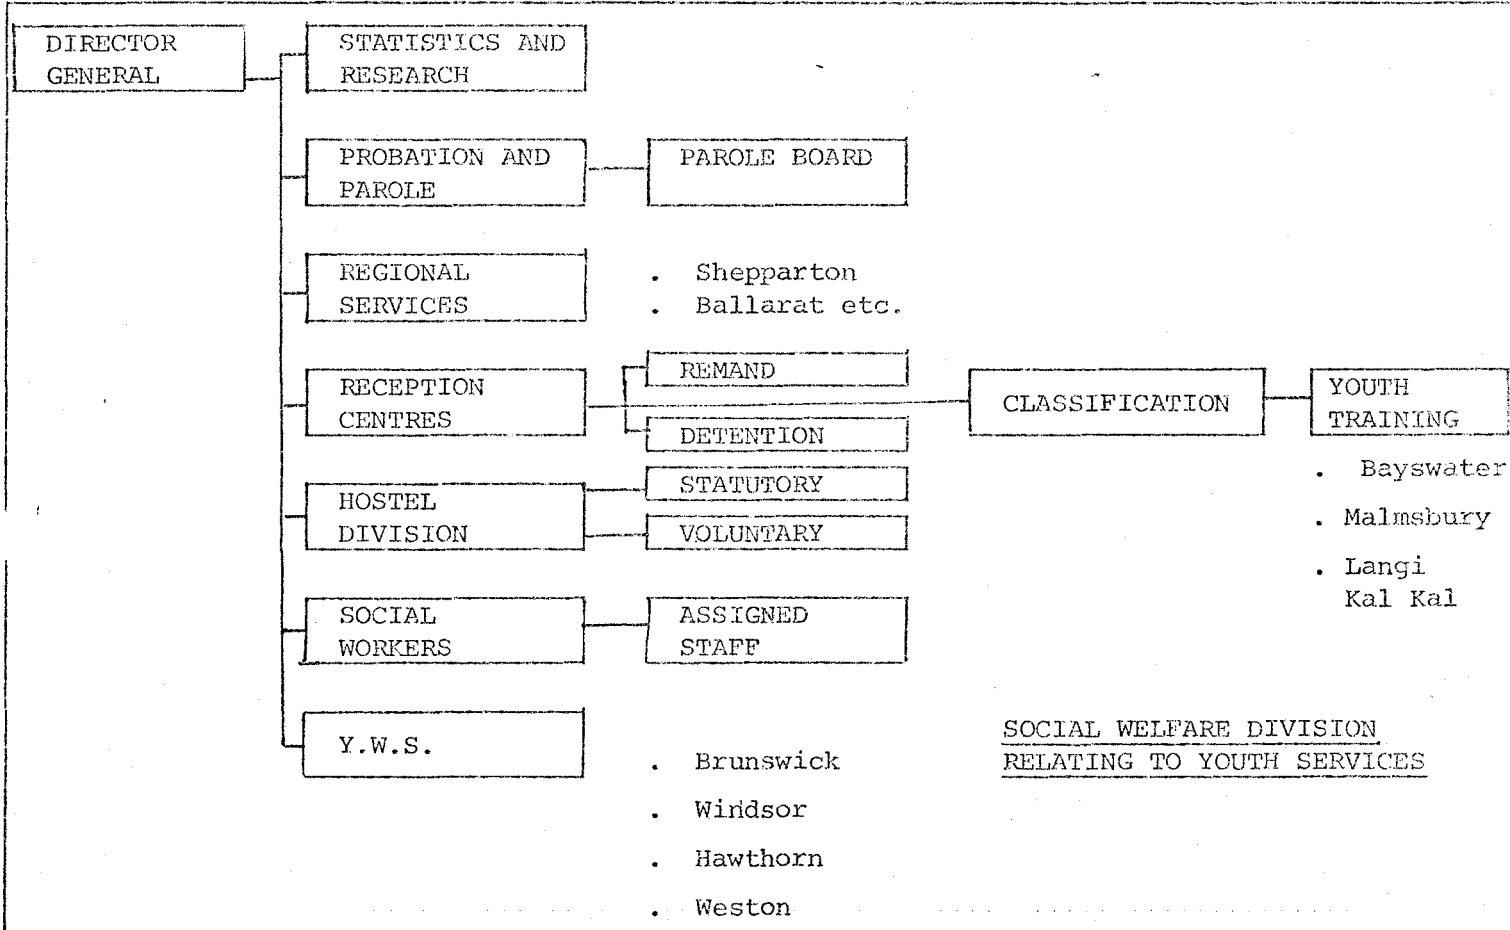 DIRECTOR
GENERAL
STATISTICS AND
RESEARCH
PROBATION AND
PAROLE
PAROLE BOARD
REGIONAL
SERVICES
. Shepparton
. Ballarat etc.
RECEPTION
CENTRES
REMAND
DETENTION
CLASSIFICATION
YOUTH
TRAINING
. Bayswater
. Malmsbury
. Langi
Kal Kal
HOSTEL
DIVISION
STATUTORY
VOLUNTARY
SOCIAL
WORKERS
ASSIGNED
STAFF
Y.W.S.
. Brunswick
. Windsor
. Hawthorn
. Weston
SOCIAL WELFARE DIVISION
RELATING TO YOUTH SERVICES